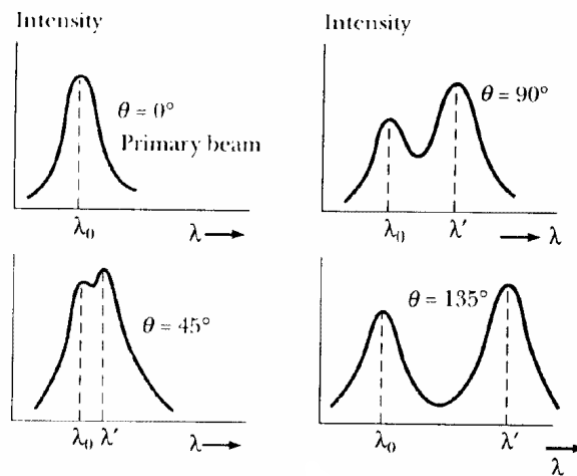 Intensity
θ = 0°
Primary beam
λ₀
λ
Intensity
θ = 90°
λ₀
λ′
λ
θ = 45°
λ₀
λ′
λ
θ = 135°
λ₀
λ′
λ